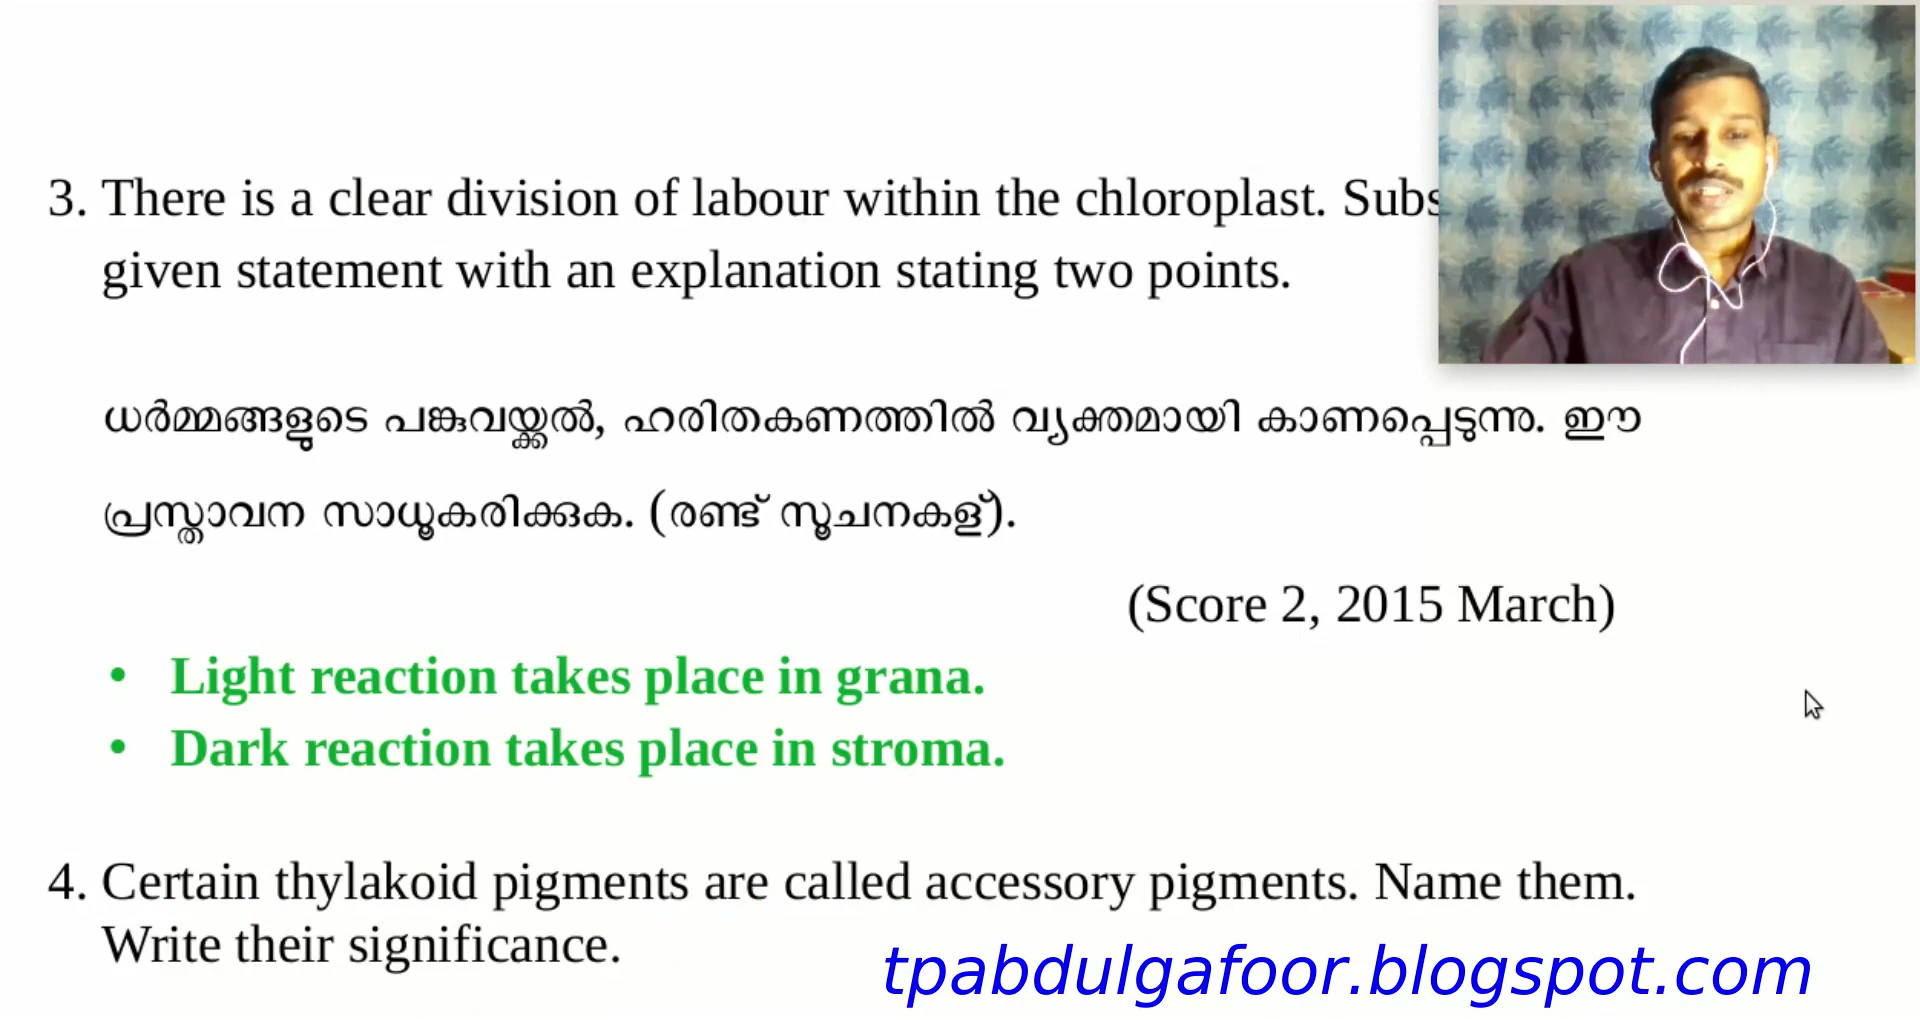 3. There is a clear division of labour within the chloroplast.
given statement with an explanation stating two points.
ധർമ്മങ്ങളുടെ പങ്കുവയ്ക്കൽ, ഹരിതകണത്തിൽ വ്യക്തമായി കാണപ്പെടുന്നു. ഈ
പ്രസ്താവന സാധൂകരിക്കുക. (രണ്ട് സൂചനകള്).
(Score 2, 2015 March)
• Light reaction takes place in grana.
• Dark reaction takes place in stroma.
4. Certain thylakoid pigments are called accessory pigments. Name them.
Write their significance.
tpabdulgafoor.blogspot.com